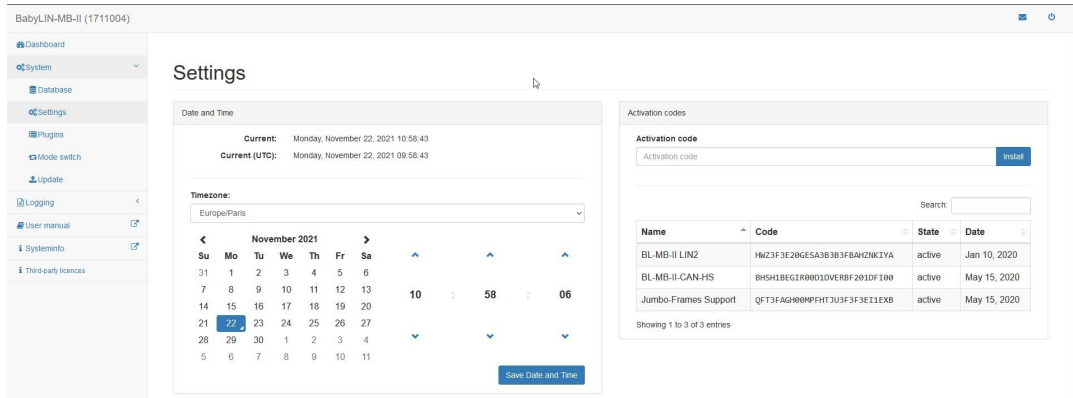 BabyLIN-MB-II (1711004)
Dashboard
System
Database
Settings
Plugins
Mode switch
Update
Logging
User manual
Systeminfo
Third-party licences
Settings
Date and Time
Current: Monday, November 22, 2021 10:58:43
Current (UTC): Monday, November 22, 2021 09:58:43
Timezone:
Europe/Paris
November 2021
Su Mo Tu We Th Fr Sa
31 1 2 3 4 5 6
7 8 9 10 11 12 13
14 15 16 17 18 19 20
21 22 23 24 25 26 27
28 29 30 1 2 3 4
5 6 7 8 9 10 11
10 : 58 : 06
Save Date and Time
Activation codes
Activation code
Activation code
Install
Search:
Name Code State Date
BL-MB-II LIN2 HWZ3F3E20GESA3B3B3FBAHZNKIYA active Jan 10, 2020
BL-MB-II-CAN-HS BHSH1BEGIR00D1DVERBF201DFI00 active May 15, 2020
Jumbo-Frames Support QFT3FAGH00MPFHTJU3F3F3EI1EXB active May 15, 2020
Showing 1 to 3 of 3 entries